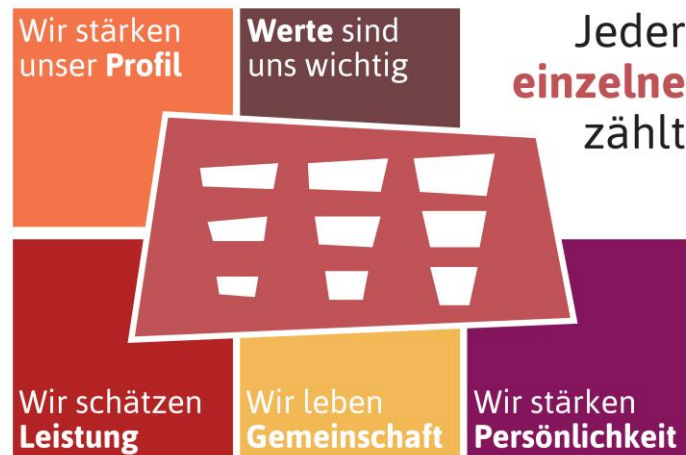 Wir stärken
unser Profil
Werte sind
uns wichtig
Jeder
einzelne
zählt
Wir schätzen
Leistung
Wir leben
Gemeinschaft
Wir stärken
Persönlichkeit